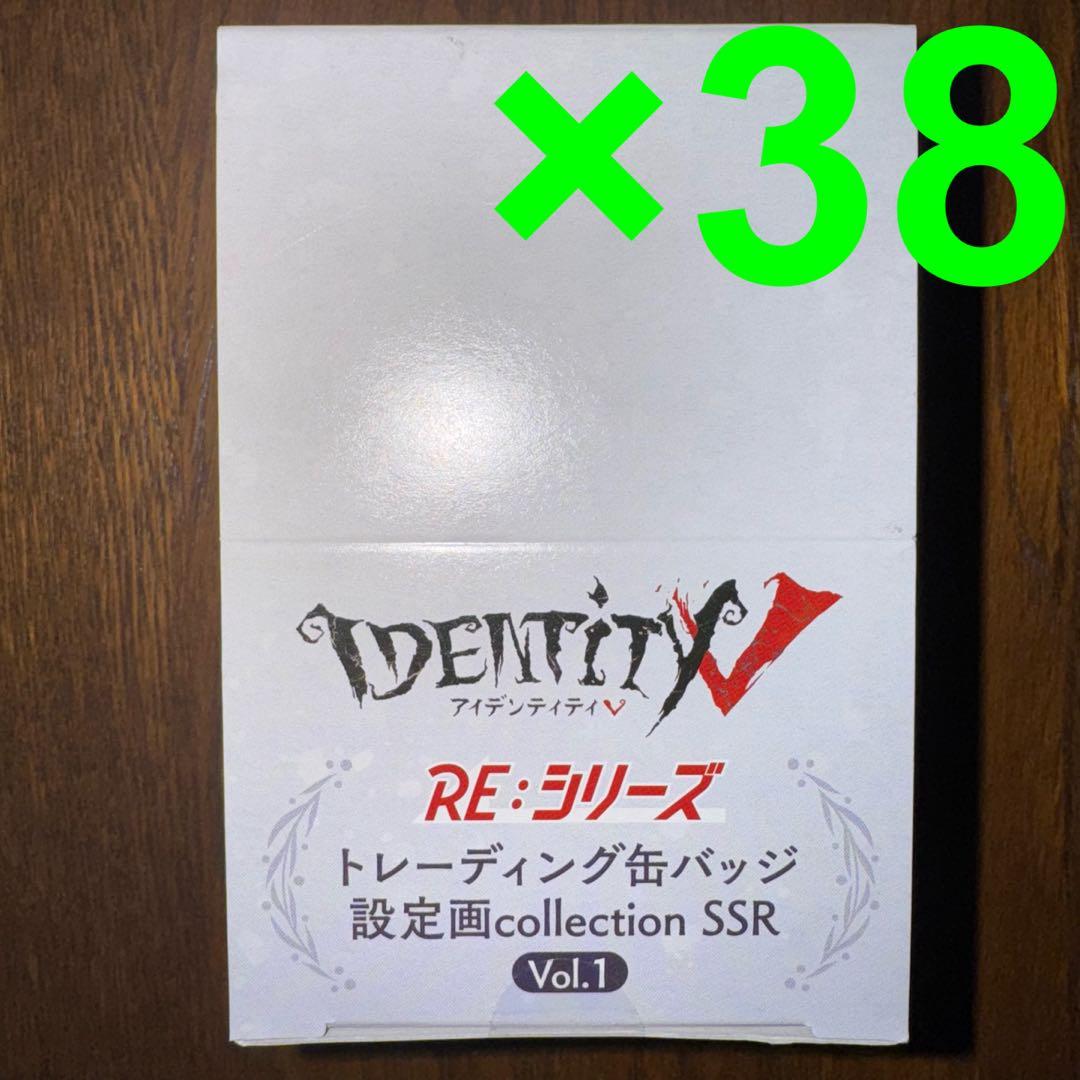 ×38
IDENTITY V
アイデンティティV
RE:シリーズ
トレーディング缶バッジ
設定画collection SSR
Vol.1